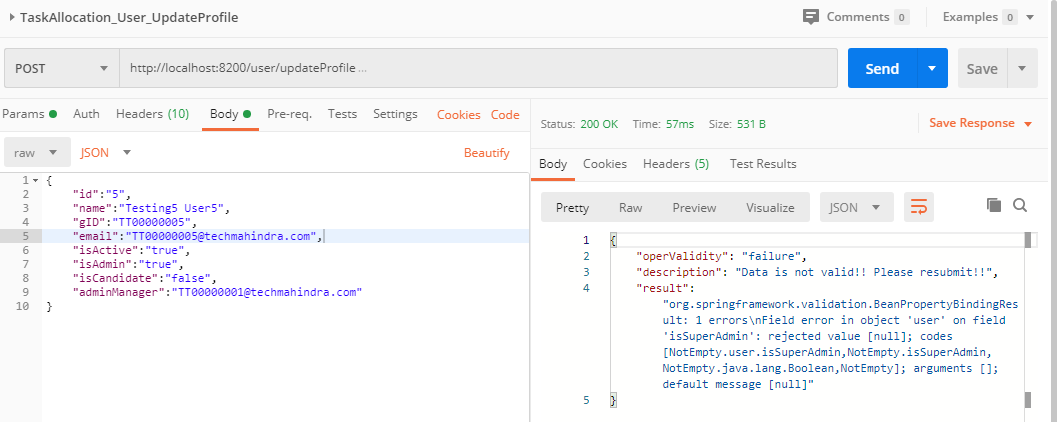 TaskAllocation_User_UpdateProfile
Comments 0 Examples 0
POST http://localhost:8200/user/updateProfile ... Send Save
Params Auth Headers (10) Body Pre-req. Tests Settings Cookies Code
raw JSON Beautify
1 {
2 "id":"5",
3 "name":"Testing5 User5",
4 "gID":"TT00000005",
5 "email":"TT00000005@techmahindra.com",
6 "isActive":"true",
7 "isAdmin":"true",
8 "isCandidate":"false",
9 "adminManager":"TT00000001@techmahindra.com"
10 }
Status: 200 OK Time: 57ms Size: 531 B Save Response
Body Cookies Headers (5) Test Results
Pretty Raw Preview Visualize JSON
1 {
2 "operValidity": "failure",
3 "description": "Data is not valid!! Please resubmit!!",
4 "result":
"org.springframework.validation.BeanPropertyBindingRes
ult: 1 errors\nField error in object 'user' on field
'isSuperAdmin': rejected value [null]; codes
[NotEmpty.user.isSuperAdmin,NotEmpty.isSuperAdmin,
NotEmpty.java.lang.Boolean,NotEmpty]; arguments [];
default message [null]"
5 }